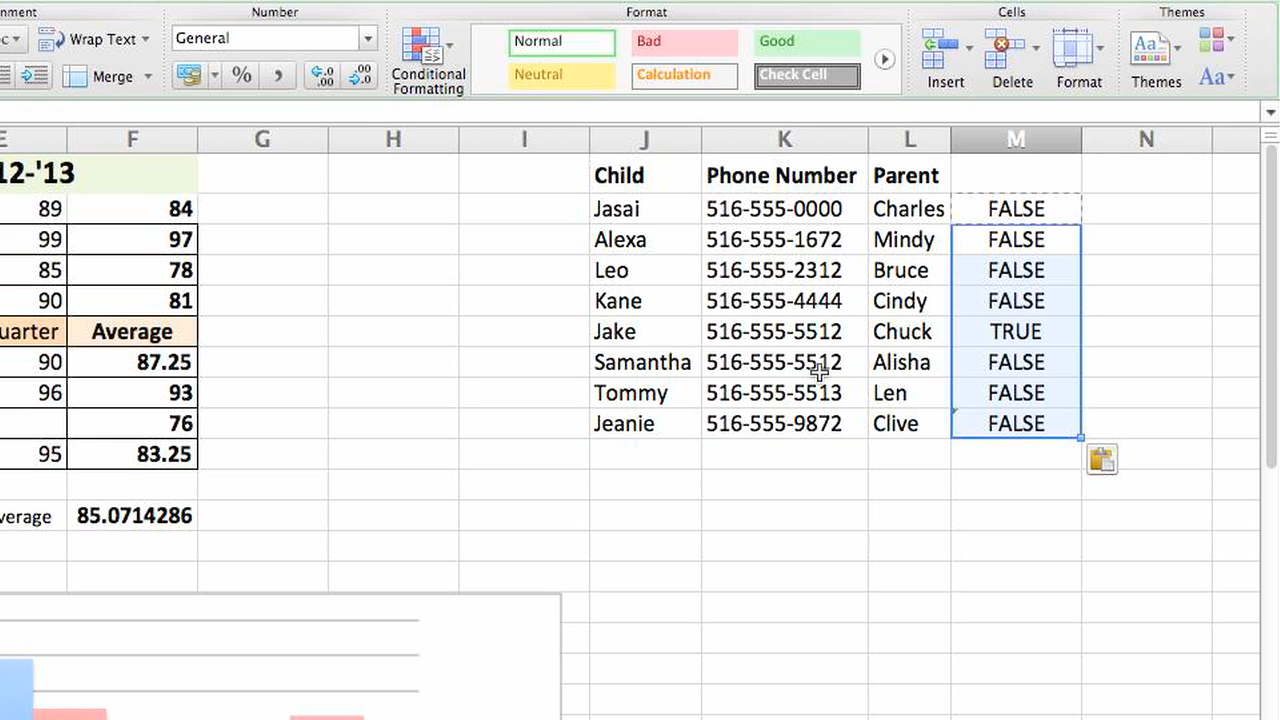 nment Number Format Cells Themes
c Wrap Text General Normal Bad Good
Merge % , .0 .00 .00 .0 Conditional Formatting Neutral Calculation Check Cell Insert Delete Format Themes Aa
E F G H I J K L M N
12-'13 Child Phone Number Parent
89 84 Jasai 516-555-0000 Charles FALSE
99 97 Alexa 516-555-1672 Mindy FALSE
85 78 Leo 516-555-2312 Bruce FALSE
90 81 Kane 516-555-4444 Cindy FALSE
uarter Average Jake 516-555-5512 Chuck TRUE
90 87.25 Samantha 516-555-5512 Alisha FALSE
96 93 Tommy 516-555-5513 Len FALSE
76 Jeanie 516-555-9872 Clive FALSE
95 83.25
verage 85.0714286